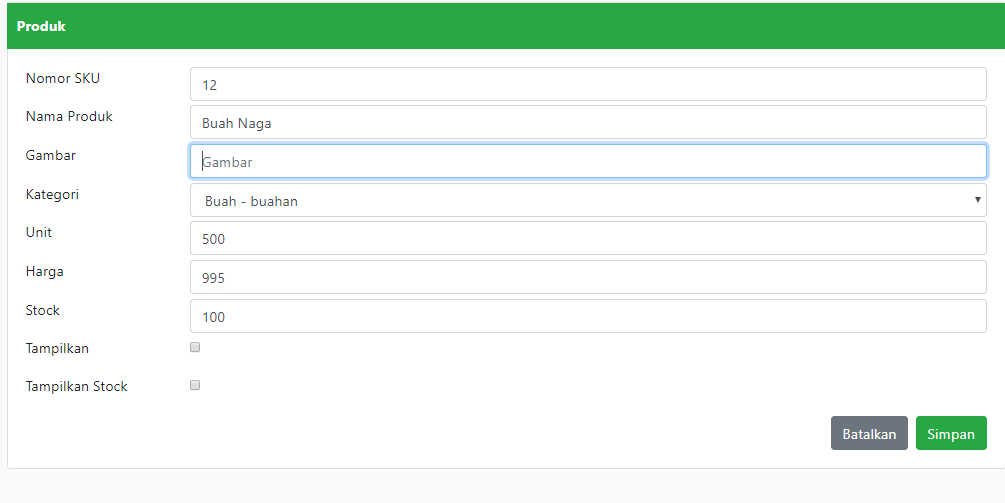 Produk
Nomor SKU 12
Nama Produk Buah Naga
Gambar Gambar
Kategori Buah - buahan
Unit 500
Harga 995
Stock 100
Tampilkan
Tampilkan Stock
Batalkan Simpan